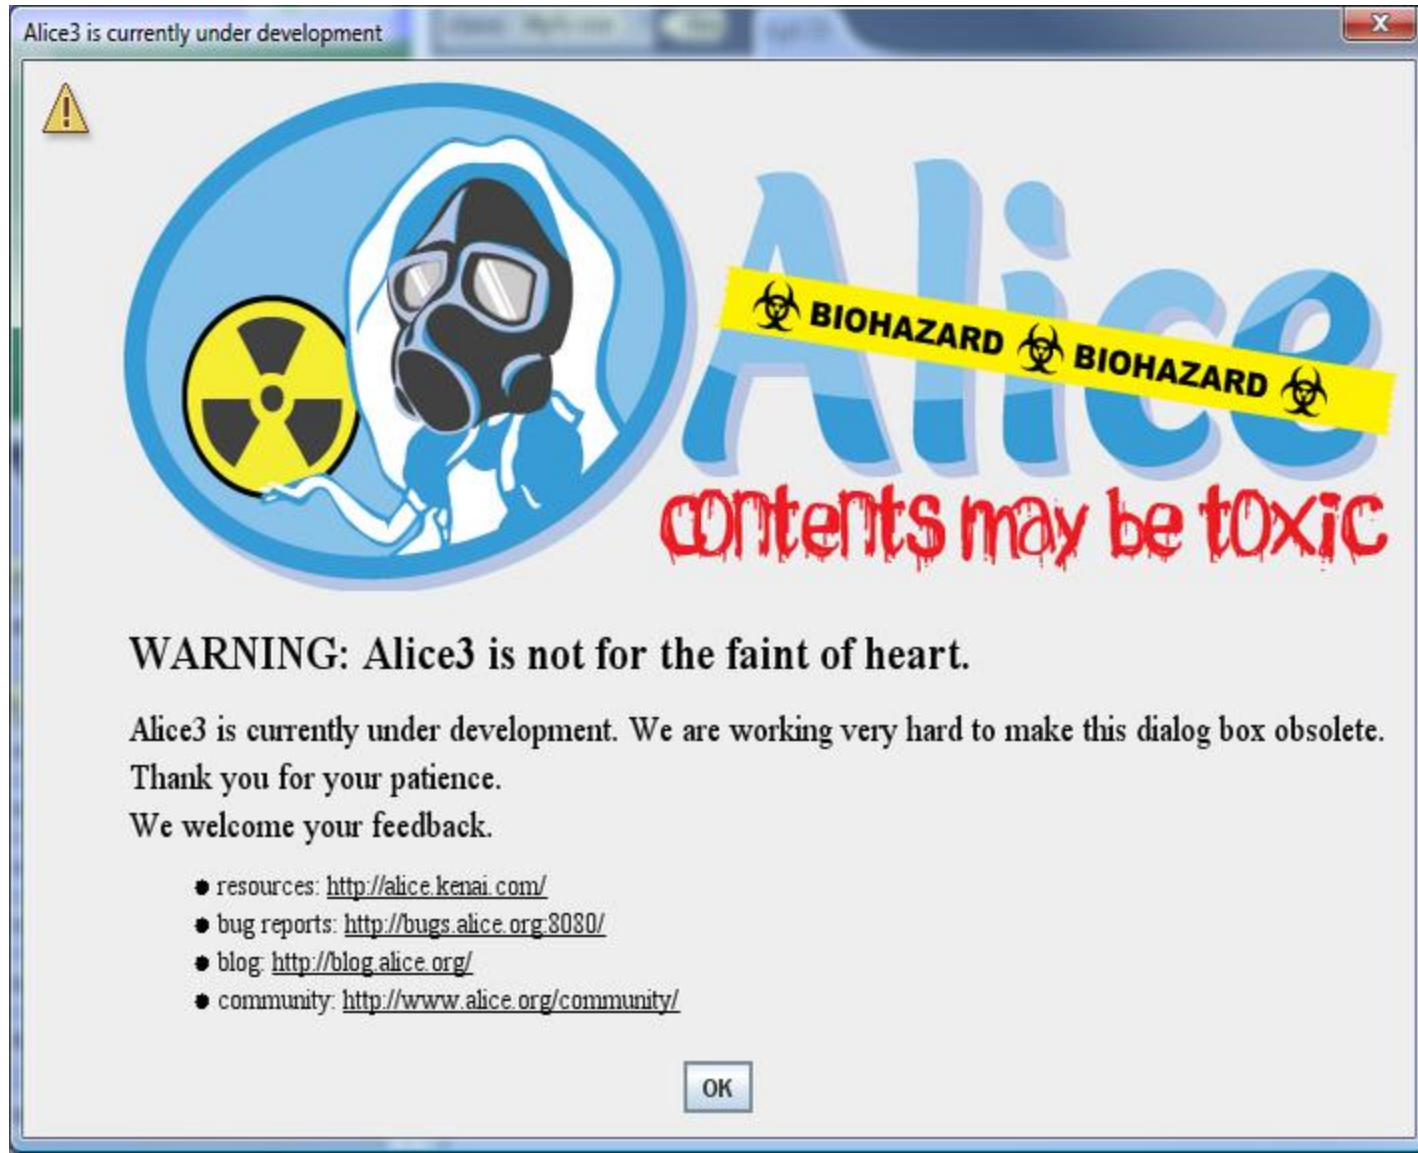 Alice3 is currently under development
X
Alice
BIOHAZARD BIOHAZARD
contents may be toxic
WARNING: Alice3 is not for the faint of heart.
Alice3 is currently under development. We are working very hard to make this dialog box obsolete.
Thank you for your patience.
We welcome your feedback.
resources: http://alice.kenai.com/
bug reports: http://bugs.alice.org:8080/
blog: http://blog.alice.org/
community: http://www.alice.org/community/
OK